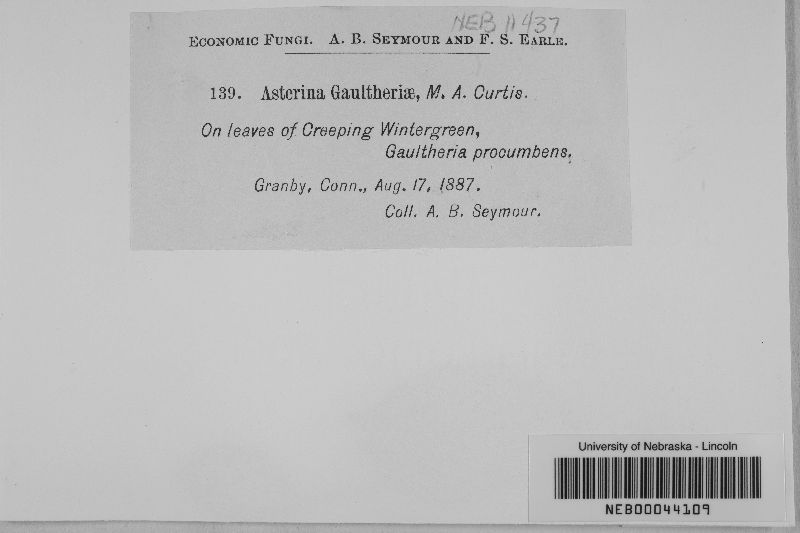 NEB 11437
ECONOMIC FUNGI. A. B. SEYMOUR AND F. S. EARLE.
139. Asterina Gaultheriæ, M. A. Curtis.
On leaves of Creeping Wintergreen,
Gaultheria procumbens.
Granby, Conn., Aug. 17, 1887.
Coll. A. B. Seymour.
University of Nebraska - Lincoln
NEB00044109